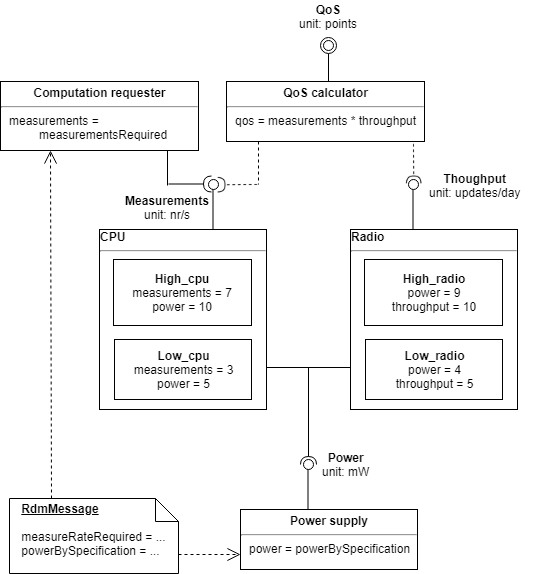 QoS
unit: points
Computation requester
measurements =
measurementsRequired
QoS calculator
qos = measurements * throughput
Measurements
unit: nr/s
Thoughput
unit: updates/day
CPU
High_cpu
measurements = 7
power = 10
Low_cpu
measurements = 3
power = 5
Radio
High_radio
power = 9
throughput = 10
Low_radio
power = 4
throughput = 5
Power
unit: mW
RdmMessage
measureRateRequired = ...
powerBySpecification = ...
Power supply
power = powerBySpecification